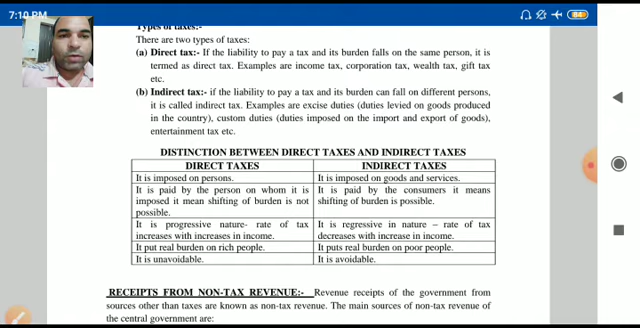 7:10 PM
84
Types of taxes:-
There are two types of taxes:
(a) Direct tax:- If the liability to pay a tax and its burden falls on the same person, it is
termed as direct tax. Examples are income tax, corporation tax, wealth tax, gift tax
etc.
(b) Indirect tax:- if the liability to pay a tax and its burden can fall on different persons,
it is called indirect tax. Examples are excise duties (duties levied on goods produced
in the country), custom duties (duties imposed on the import and export of goods),
entertainment tax etc.
DISTINCTION BETWEEN DIRECT TAXES AND INDIRECT TAXES
DIRECT TAXES
INDIRECT TAXES
It is imposed on persons.
It is imposed on goods and services.
It is paid by the person on whom it is
imposed it mean shifting of burden is not
possible.
It is paid by the consumers it means
shifting of burden is possible.
It is progressive nature- rate of tax
increases with increases in income.
It is regressive in nature – rate of tax
decreases with increase in income.
It put real burden on rich people.
It puts real burden on poor people.
It is unavoidable.
It is avoidable.
RECEIPTS FROM NON-TAX REVENUE:- Revenue receipts of the government from
sources other than taxes are known as non-tax revenue. The main sources of non-tax revenue of
the central government are: